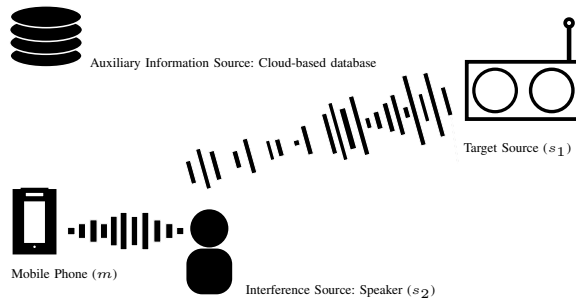 Auxiliary Information Source: Cloud-based database
Target Source (s₁)
Mobile Phone (m)
Interference Source: Speaker (s₂)